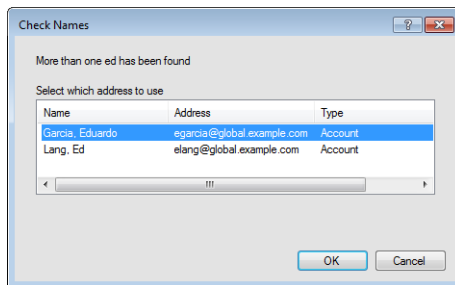 Check Names
More than one ed has been found
Select which address to use
Name Address Type
Garcia, Eduardo egarcia@global.example.com Account
Lang, Ed elang@global.example.com Account
OK Cancel